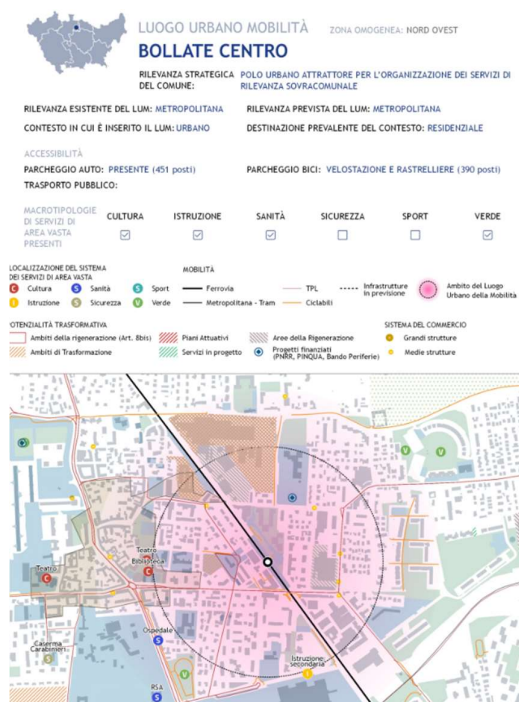 LUOGO URBANO MOBILITÀ ZONA OMOGENEA: NORD OVEST
BOLLATE CENTRO
RILEVANZA STRATEGICA DEL COMUNE: POLO URBANO ATTRATTORE PER L'ORGANIZZAZIONE DEI SERVIZI DI RILEVANZA SOVRACOMUNALE
RILEVANZA ESISTENTE DEL LUM: METROPOLITANA RILEVANZA PREVISTA DEL LUM: METROPOLITANA
CONTESTO IN CUI È INSERITO IL LUM: URBANO DESTINAZIONE PREVALENTE DEL CONTESTO: RESIDENZIALE
ACCESSIBILITÀ
PARCHEGGIO AUTO: PRESENTE (451 posti) PARCHEGGIO BICI: VELOSTAZIONE E RASTRELLIERE (390 posti)
TRASPORTO PUBBLICO:
MACROTIPOLOGIE DI SERVIZI DI AREA VASTA PRESENTI
CULTURA ISTRUZIONE SANITÀ SICUREZZA SPORT VERDE
LOCALIZZAZIONE DEL SISTEMA DEI SERVIZI DI AREA VASTA
C Cultura S Sanità S Sport
I Istruzione S Sicurezza V Verde
MOBILITÀ
Ferrovia TPL Infrastrutture in previsione Ambito del Luogo Urbano della Mobilità
Metropolitana - Tram Ciclabili
POTENZIALITÀ TRASFORMATIVA
Ambiti della rigenerazione (Art. 8bis) Piani Attuativi Aree della Rigenerazione
Ambiti di Trasformazione Servizi in progetto Progetti finanziati (PNRR, PINQUA, Bando Periferie)
SISTEMA DEL COMMERCIO
Grandi strutture
Medie strutture
V
V V
Teatro
Biblioteca
C
Teatro
C
Ospedale
S
Caserma Carabinieri
S
Istruzione secondaria
I
V
RSA
S